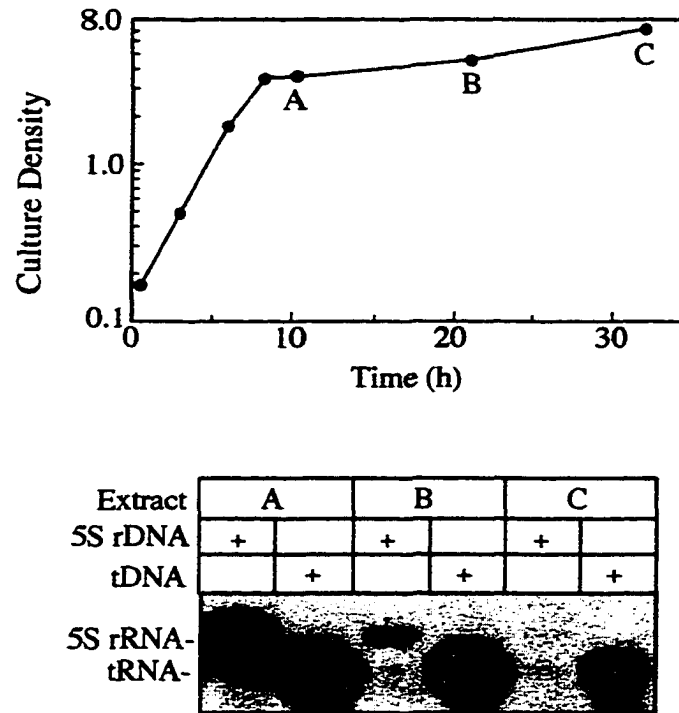 8.0
1.0
0.1
Culture Density
A
B
C
0 10 20 30
Time (h)
Extract A B C
5S rDNA + + +
tDNA + + +
5S rRNA-
tRNA-